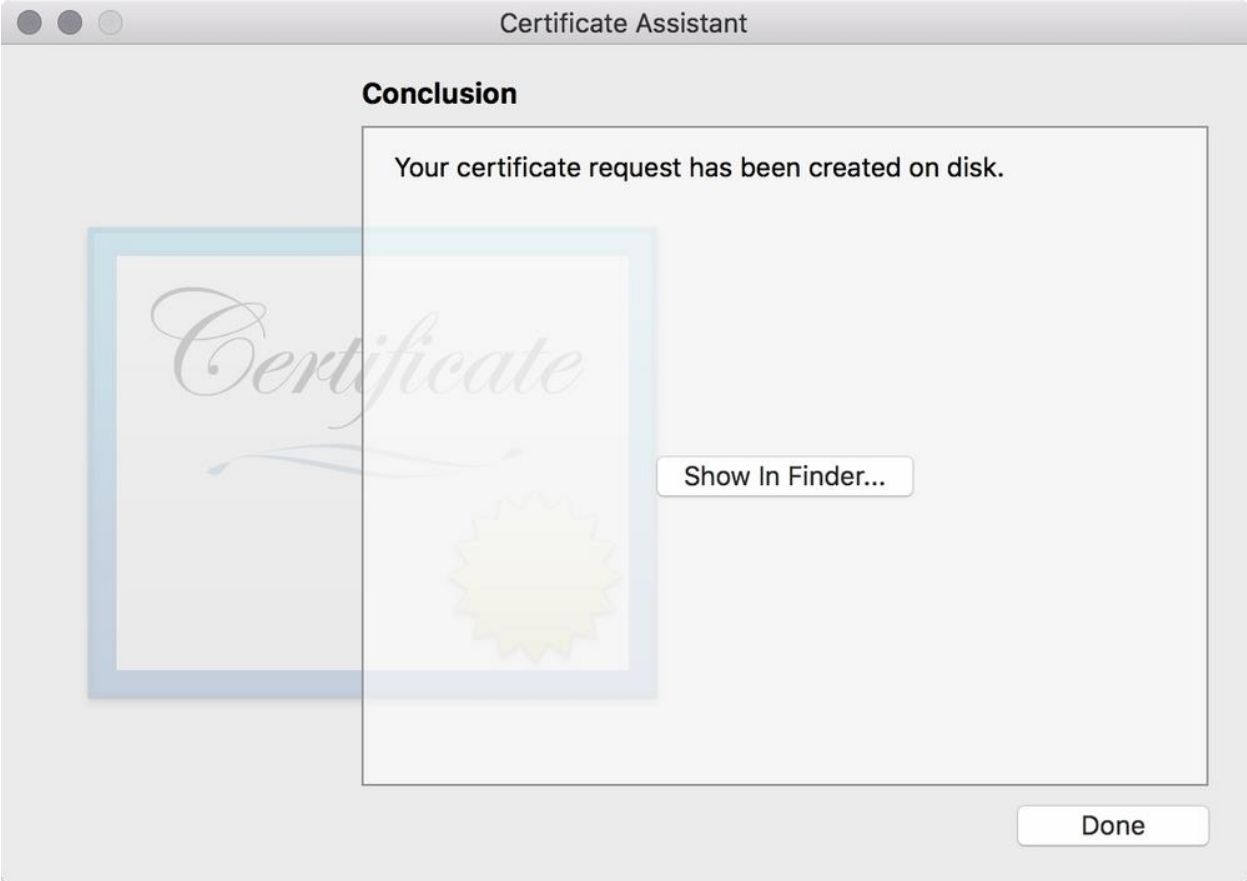 Certificate Assistant
Conclusion
Your certificate request has been created on disk.
Certificate
Show In Finder...
Done